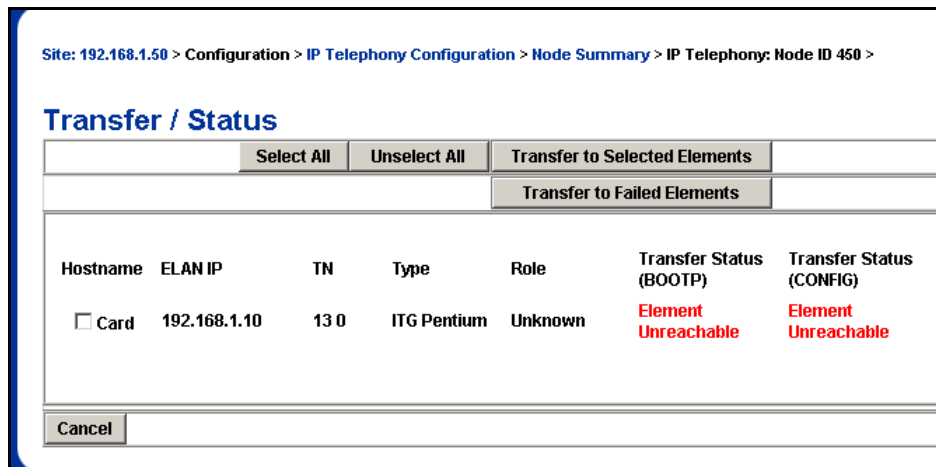 Site: 192.168.1.50 > Configuration > IP Telephony Configuration > Node Summary > IP Telephony: Node ID 450 >
Transfer / Status
Select All Unselect All Transfer to Selected Elements
Transfer to Failed Elements
Hostname ELAN IP TN Type Role Transfer Status (BOOTP) Transfer Status (CONFIG)
Card 192.168.1.10 13 0 ITG Pentium Unknown Element Unreachable Element Unreachable
Cancel